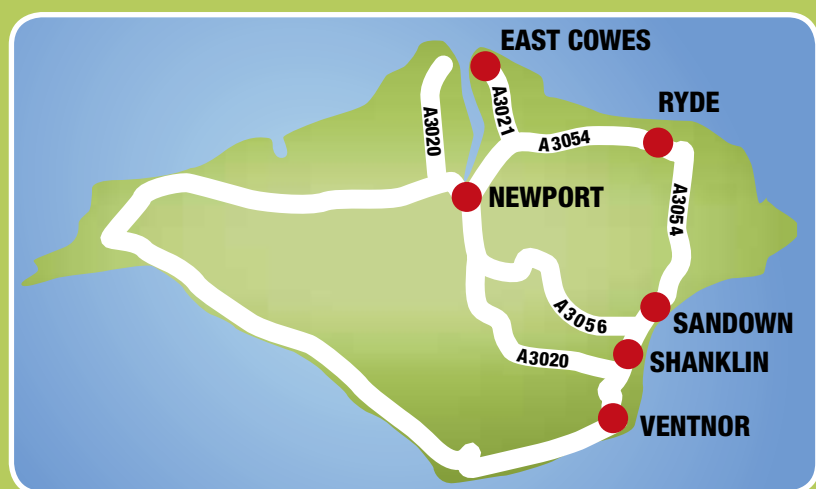 EAST COWES
RYDE
A3020
A3021
A3054
NEWPORT
A3054
A3056
SANDOWN
A3020
SHANKLIN
VENTNOR